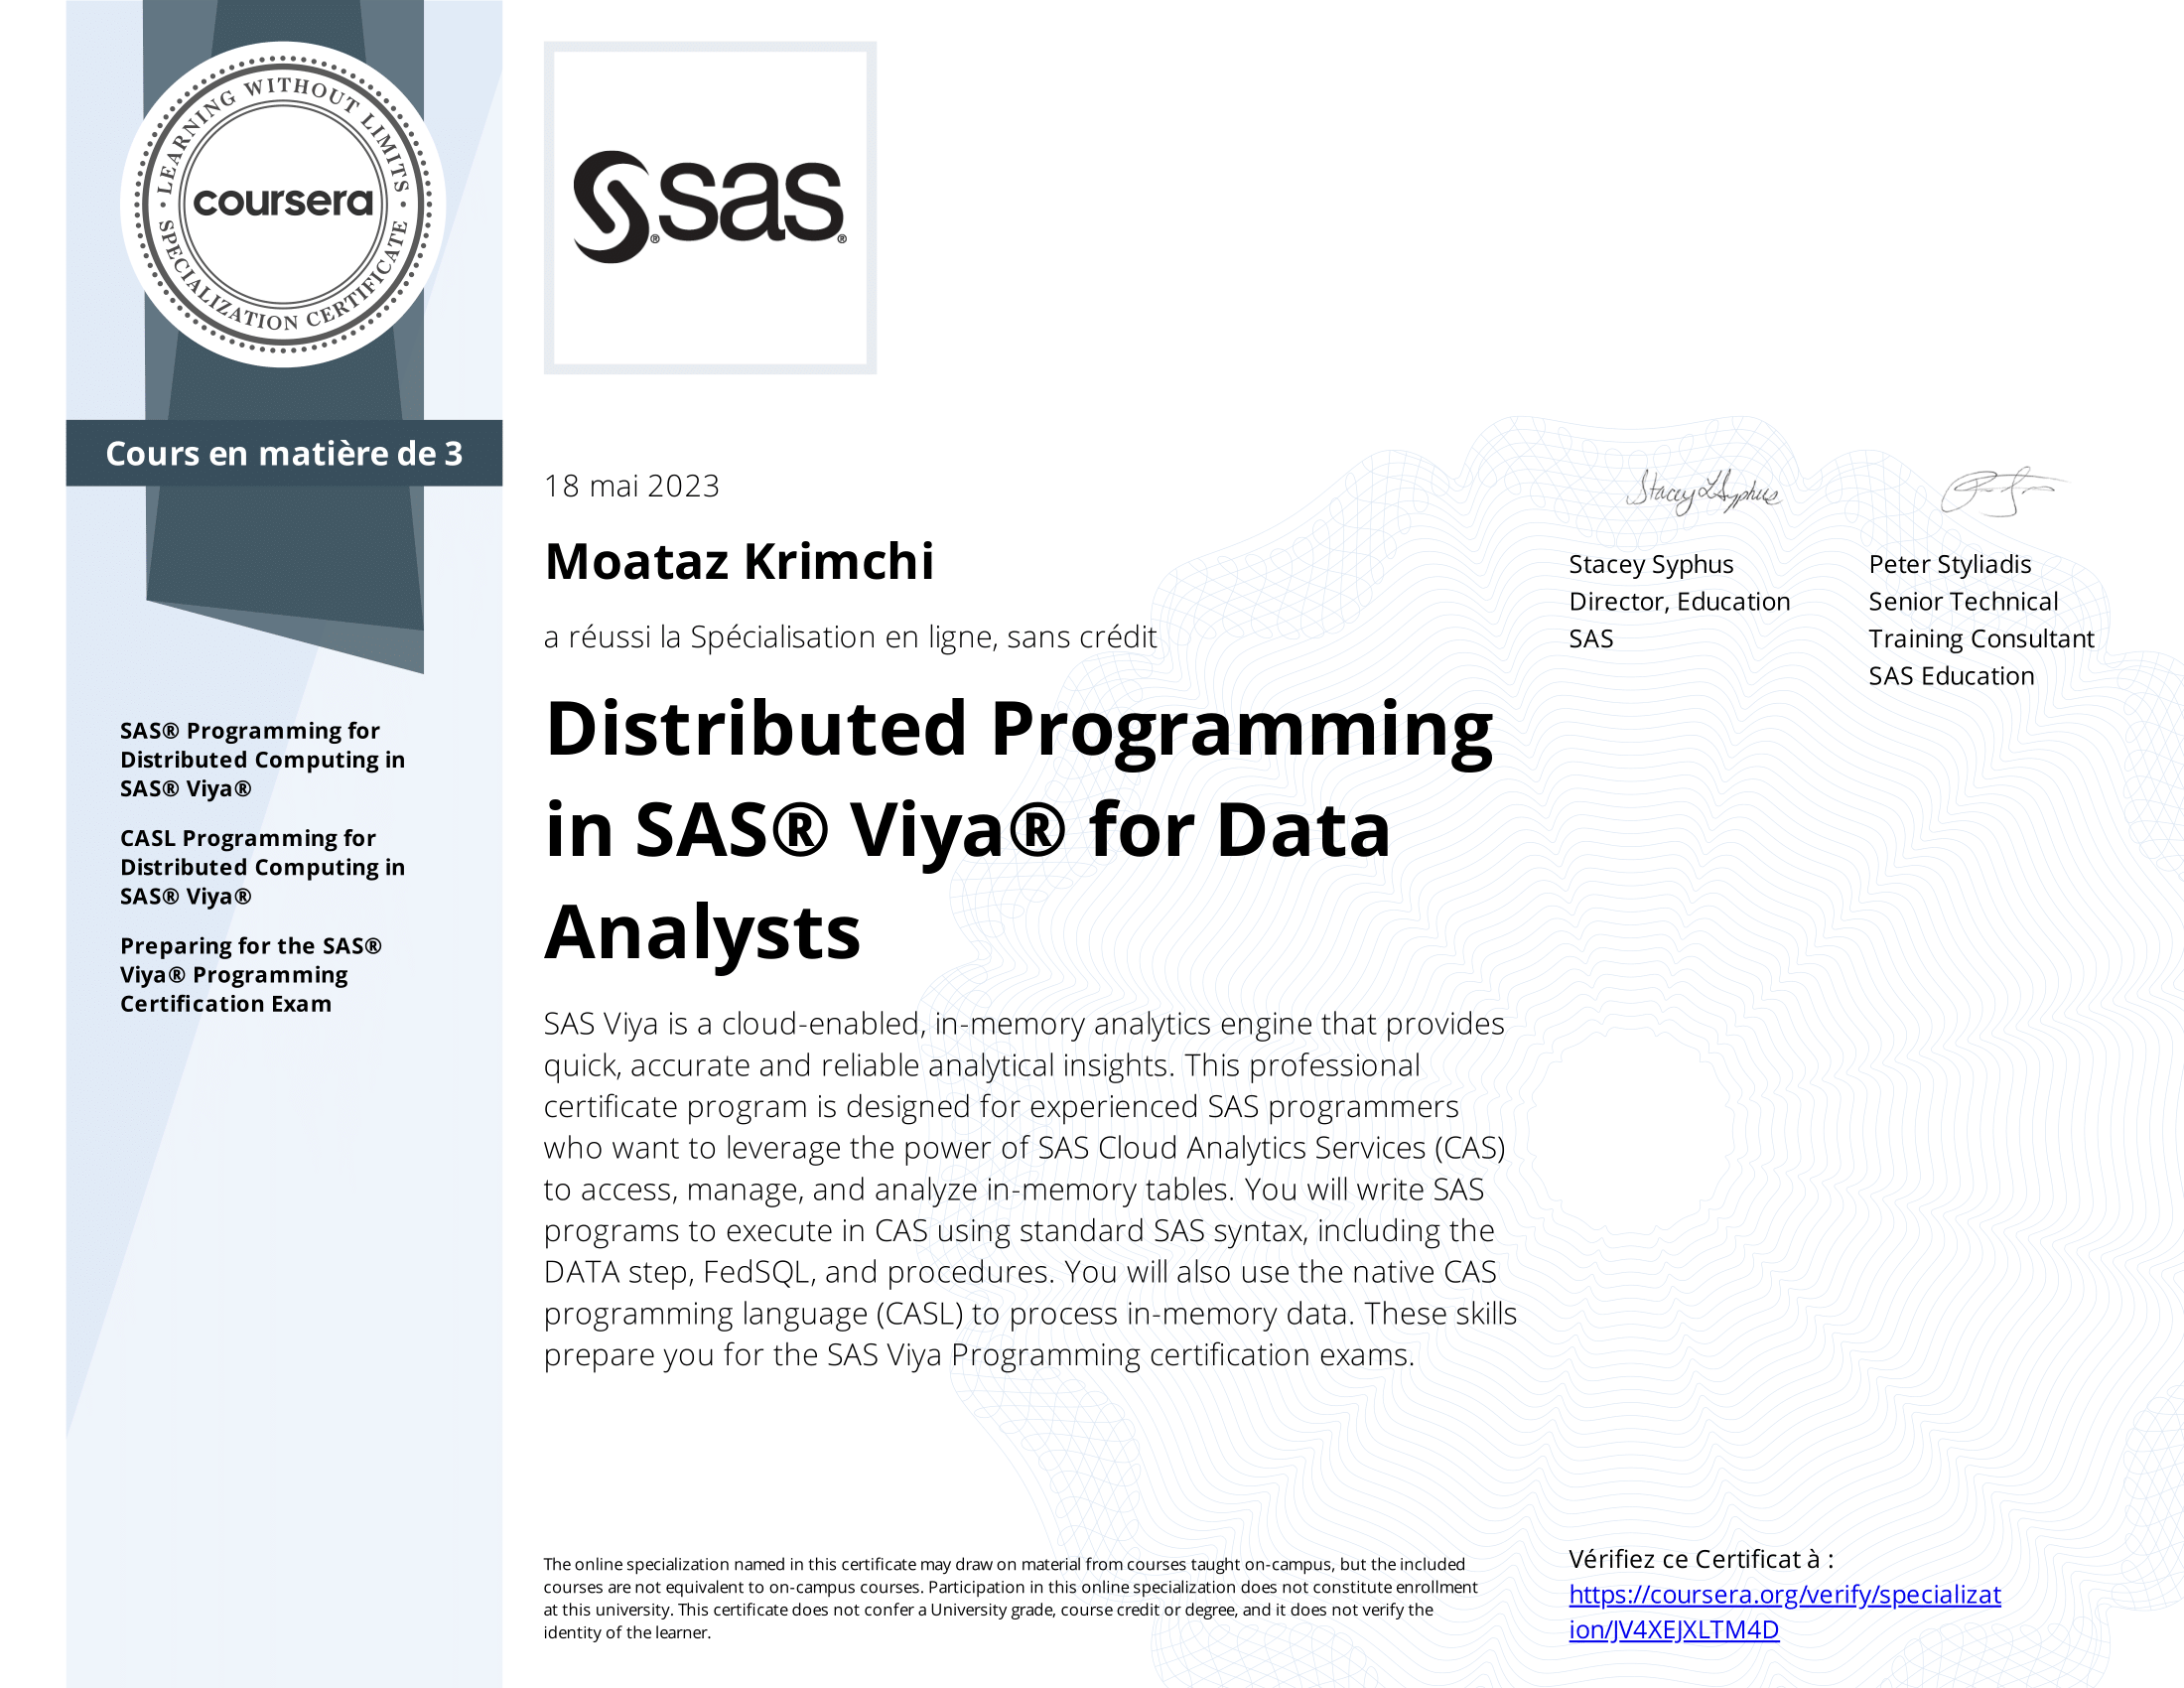 LEARNING WITHOUT LIMITS
coursera
SPECIALIZATION CERTIFICATE
Cours en matière de 3
SAS® Programming for
Distributed Computing in
SAS® Viya®
CASL Programming for
Distributed Computing in
SAS® Viya®
Preparing for the SAS®
Viya® Programming
Certification Exam
sas
18 mai 2023
Moataz Krimchi
a réussi la Spécialisation en ligne, sans crédit
Distributed Programming
in SAS® Viya® for Data
Analysts
SAS Viya is a cloud-enabled, in-memory analytics engine that provides
quick, accurate and reliable analytical insights. This professional
certificate program is designed for experienced SAS programmers
who want to leverage the power of SAS Cloud Analytics Services (CAS)
to access, manage, and analyze in-memory tables. You will write SAS
programs to execute in CAS using standard SAS syntax, including the
DATA step, FedSQL, and procedures. You will also use the native CAS
programming language (CASL) to process in-memory data. These skills
prepare you for the SAS Viya Programming certification exams.
Stacey L Syphus
Stacey Syphus
Director, Education
SAS
Peter Styliadis
Senior Technical
Training Consultant
SAS Education
The online specialization named in this certificate may draw on material from courses taught on-campus, but the included
courses are not equivalent to on-campus courses. Participation in this online specialization does not constitute enrollment
at this university. This certificate does not confer a University grade, course credit or degree, and it does not verify the
identity of the learner.
Vérifiez ce Certificat à :
https://coursera.org/verify/specializat
ion/JV4XEJXLTM4D